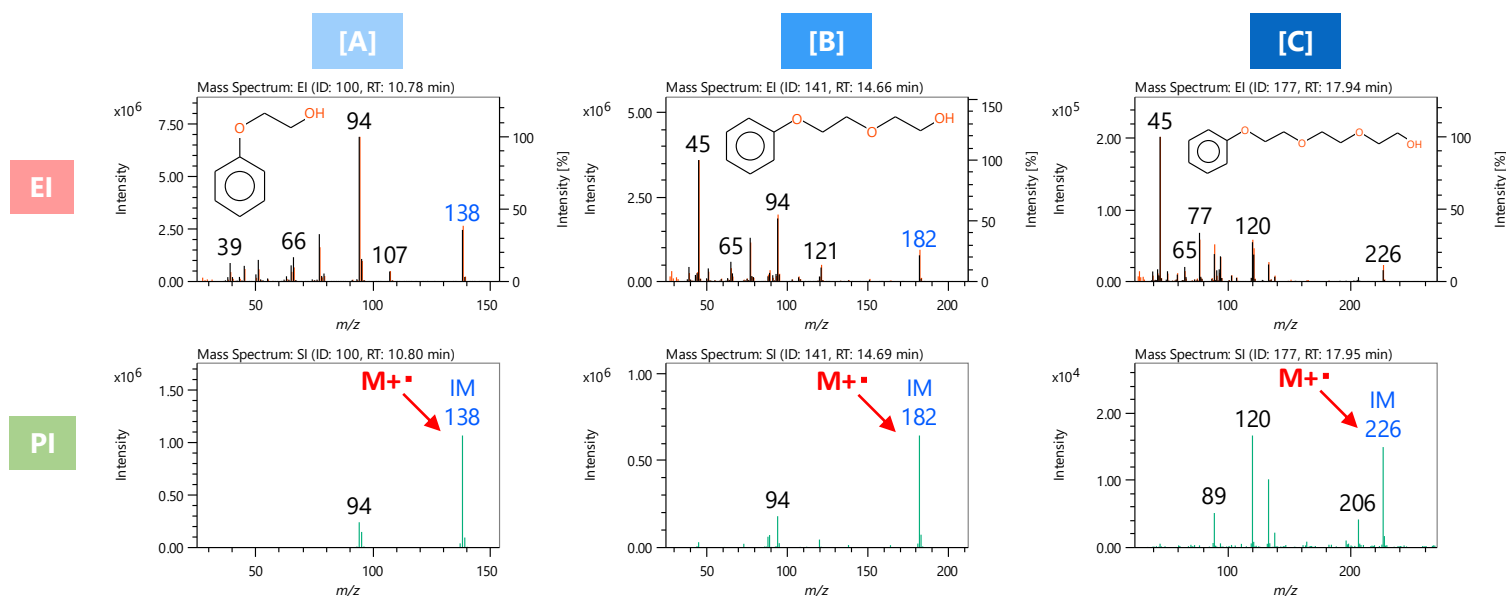 [A]
[B]
[C]
EI
Mass Spectrum: EI (ID: 100, RT: 10.78 min)
x10⁶
Intensity
7.50
5.00
2.50
0.00
OH
O
94
138
66
39
107
100
50
0
Intensity [%]
50
100
150
m/z
Mass Spectrum: EI (ID: 141, RT: 14.66 min)
x10⁶
Intensity
5.00
2.50
0.00
O
O
OH
45
94
65
121
182
150
100
50
0
Intensity [%]
50
100
150
200
m/z
Mass Spectrum: EI (ID: 177, RT: 17.94 min)
x10⁵
Intensity
2.00
1.00
0.00
O
O
O
OH
45
77
120
65
226
100
50
0
Intensity [%]
100
200
m/z
PI
Mass Spectrum: SI (ID: 100, RT: 10.80 min)
x10⁶
Intensity
1.50
1.00
0.50
0.00
M+▪
IM
138
94
50
100
150
m/z
Mass Spectrum: SI (ID: 141, RT: 14.69 min)
x10⁶
Intensity
1.00
0.50
0.00
M+▪
IM
182
94
50
100
150
200
m/z
Mass Spectrum: SI (ID: 177, RT: 17.95 min)
x10⁴
Intensity
2.00
1.00
0.00
M+▪
IM
226
120
89
206
100
200
m/z